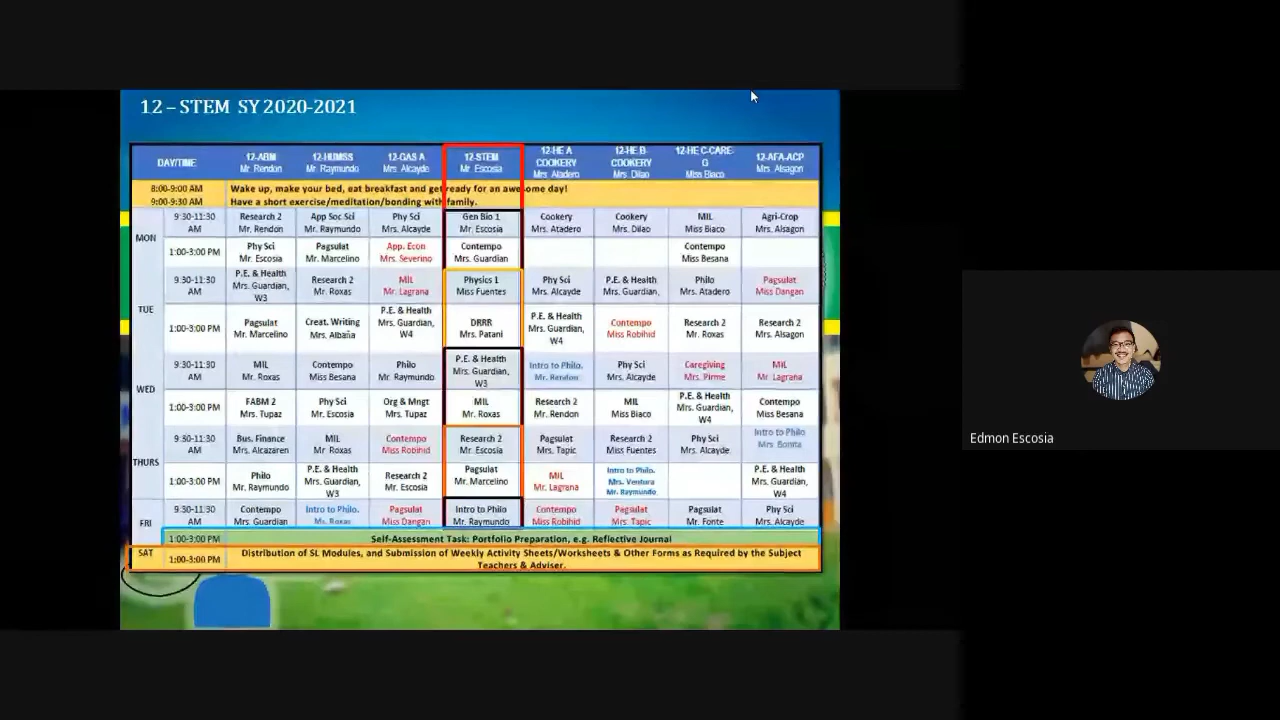 12 – STEM SY 2020-2021
DAY/TIME
12-ABM
Mr. Rendon
12-HUMSS
Mr. Raymundo
12-GAS A
Mrs. Alcayde
12-STEM
Mr. Escosia
12-HE A
COOKERY
Mrs. Atadero
12-HE B-
COOKERY
Mrs. Dilao
12-HE C-CARE-
G
Miss Biaco
12-AFA-ACP
Mrs. Alsagon
8:00-9:00 AM
Wake up, make your bed, eat breakfast and get ready for an awesome day!
9:00-9:30 AM
Have a short exercise/meditation/bonding with family.
MON
9:30-11:30
AM
Research 2
Mr. Rendon
App Soc Sci
Mr. Raymundo
Phy Sci
Mrs. Alcayde
Gen Bio 1
Mr. Escosia
Cookery
Mrs. Atadero
Cookery
Mrs. Dilao
MIL
Miss Biaco
Agri-Crop
Mrs. Alsagon
1:00-3:00 PM
Phy Sci
Mr. Escosia
Pagsulat
Mr. Marcelino
App. Econ
Mrs. Severino
Contempo
Mrs. Guardian
Contempo
Miss Besana
TUE
9:30-11:30
AM
P.E. & Health
Mrs. Guardian,
W3
Research 2
Mr. Roxas
MIL
Mr. Lagrana
Physics 1
Miss Fuentes
Phy Sci
Mrs. Alcayde
P.E. & Health
Mrs. Guardian,
Philo
Mrs. Atadero
Pagsulat
Miss Dangan
1:00-3:00 PM
Pagsulat
Mr. Marcelino
Creat. Writing
Mrs. Albaña
P.E. & Health
Mrs. Guardian,
W4
DRRR
Mrs. Patani
P.E. & Health
Mrs. Guardian,
W4
Contempo
Miss Robihid
Research 2
Mr. Roxas
Research 2
Mrs. Alsagon
WED
9:30-11:30
AM
MIL
Mr. Roxas
Contempo
Miss Besana
Philo
Mr. Raymundo
P.E. & Health
Mrs. Guardian,
W3
Intro to Philo.
Mr. Rendon
Phy Sci
Mrs. Alcayde
Caregiving
Mrs. Pirme
MIL
Mr. Lagrana
1:00-3:00 PM
FABM 2
Mrs. Tupaz
Phy Sci
Mr. Escosia
Org & Mngt
Mrs. Tupaz
MIL
Mr. Roxas
Research 2
Mr. Rendon
MIL
Miss Biaco
P.E. & Health
Mrs. Guardian,
W4
Contempo
Miss Besana
THURS
9:30-11:30
AM
Bus. Finance
Mrs. Alcazaren
MIL
Mr. Roxas
Contempo
Miss Robihid
Research 2
Mr. Escosia
Pagsulat
Mrs. Tapic
Research 2
Miss Fuentes
Phy Sci
Mrs. Alcayde
Intro to Philo
Mrs. Bonita
1:00-3:00 PM
Philo
Mr. Raymundo
P.E. & Health
Mrs. Guardian,
W3
Research 2
Mr. Escosia
Pagsulat
Mr. Marcelino
MIL
Mr. Lagrana
Intro to Philo.
Mrs. Ventura
Mr. Raymundo
P.E. & Health
Mrs. Guardian,
W4
FRI
9:30-11:30
AM
Contempo
Mrs. Guardian
Intro to Philo.
Mr. Roxas
Pagsulat
Miss Dangan
Intro to Philo
Mr. Raymundo
Contempo
Miss Robihid
Pagsulat
Mrs. Tapic
Pagsulat
Mr. Fonte
Phy Sci
Mrs. Alcayde
1:00-3:00 PM
Self-Assessment Task: Portfolio Preparation, e.g. Reflective Journal
SAT
1:00-3:00 PM
Distribution of SL Modules, and Submission of Weekly Activity Sheets/Worksheets & Other Forms as Required by the Subject
Teachers & Adviser.
Edmon Escosia